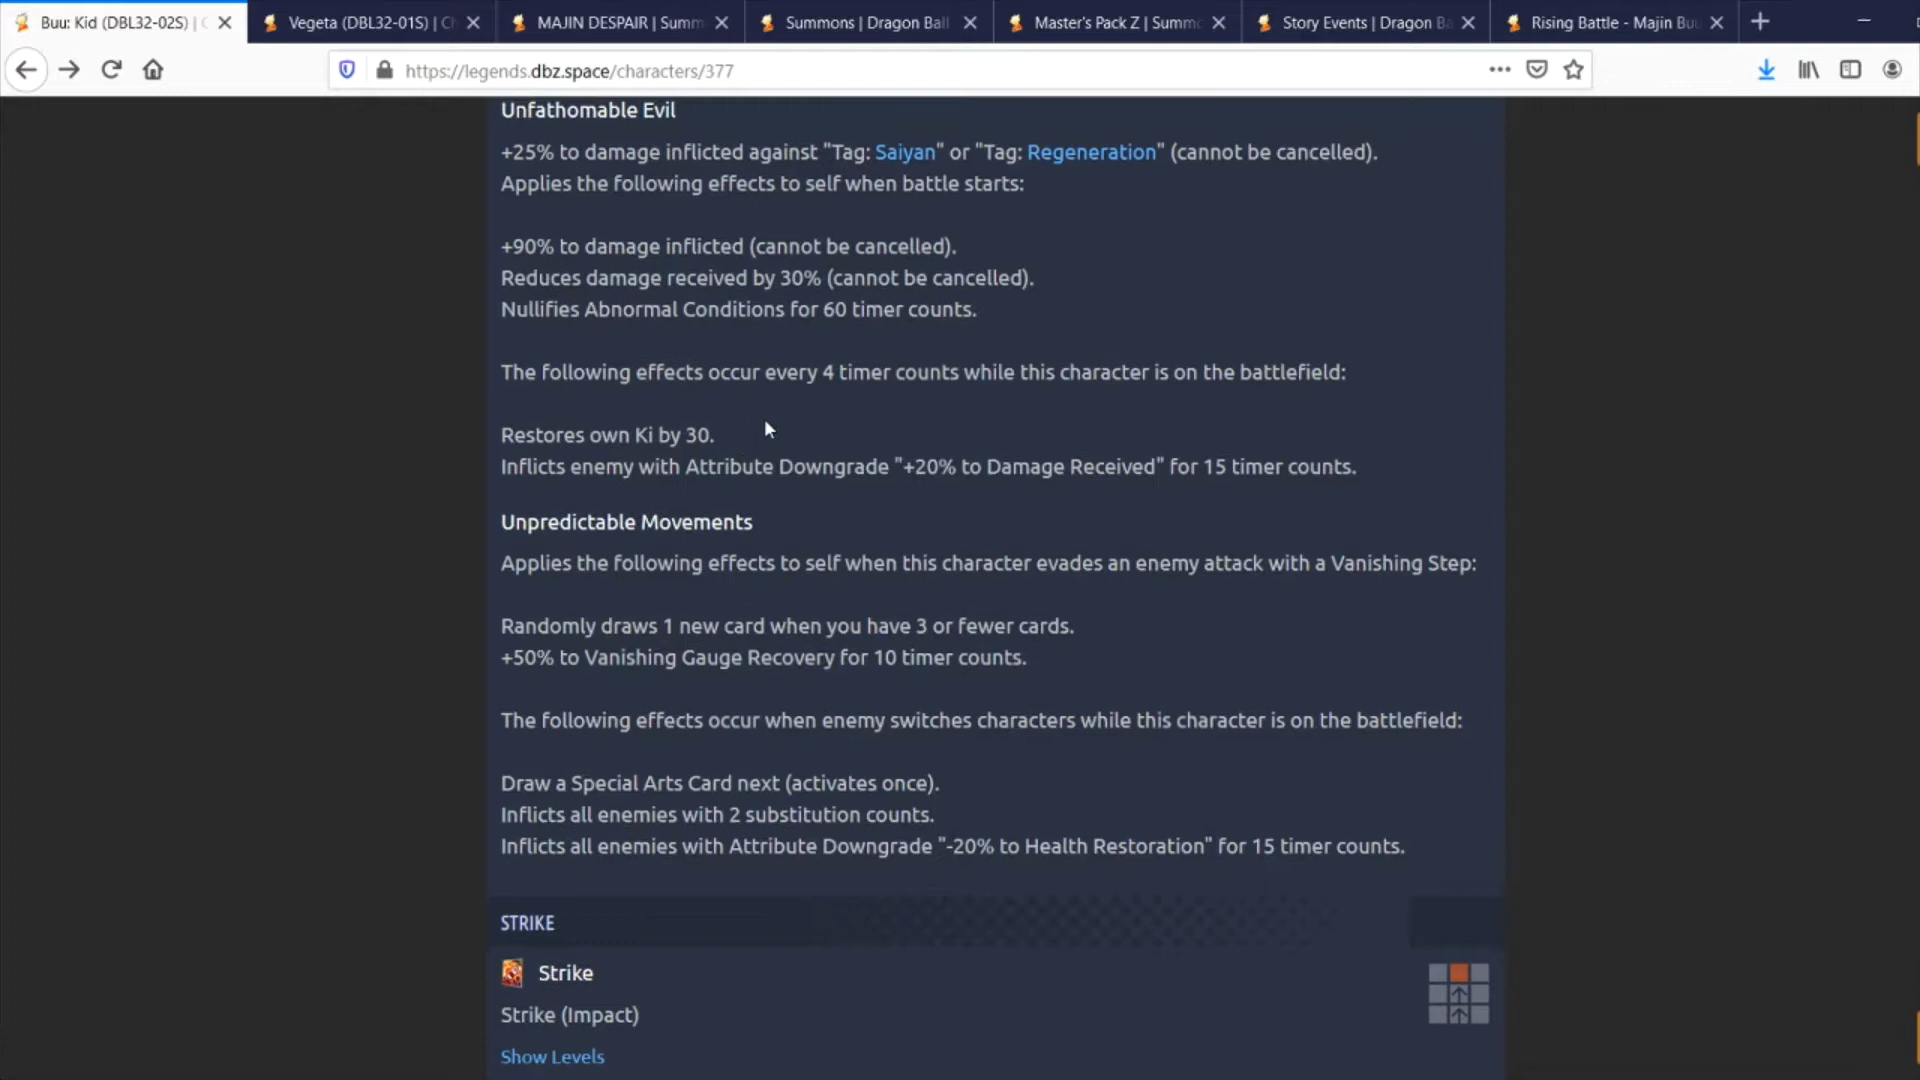 Buu: Kid (DBL32-02S) | C
Vegeta (DBL32-01S) | Ch
MAJIN DESPAIR | Summ
Summons | Dragon Ball
Master's Pack Z | Summo
Story Events | Dragon Ba
Rising Battle - Majin Buu
https://legends.dbz.space/characters/377
Unfathomable Evil
+25% to damage inflicted against "Tag: Saiyan" or "Tag: Regeneration" (cannot be cancelled).
Applies the following effects to self when battle starts:
+90% to damage inflicted (cannot be cancelled).
Reduces damage received by 30% (cannot be cancelled).
Nullifies Abnormal Conditions for 60 timer counts.
The following effects occur every 4 timer counts while this character is on the battlefield:
Restores own Ki by 30.
Inflicts enemy with Attribute Downgrade "+20% to Damage Received" for 15 timer counts.
Unpredictable Movements
Applies the following effects to self when this character evades an enemy attack with a Vanishing Step:
Randomly draws 1 new card when you have 3 or fewer cards.
+50% to Vanishing Gauge Recovery for 10 timer counts.
The following effects occur when enemy switches characters while this character is on the battlefield:
Draw a Special Arts Card next (activates once).
Inflicts all enemies with 2 substitution counts.
Inflicts all enemies with Attribute Downgrade "-20% to Health Restoration" for 15 timer counts.
STRIKE
Strike
Strike (Impact)
Show Levels